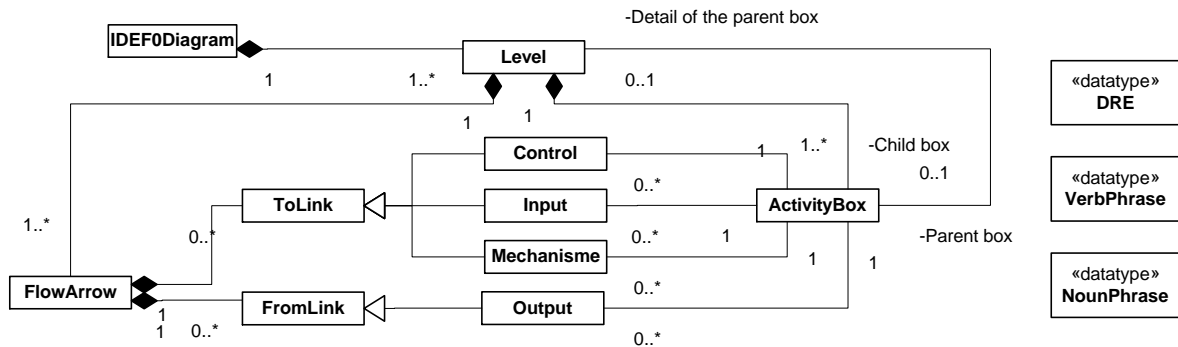 -Detail of the parent box
IDEF0Diagram
Level
1
1..*
0..1
«datatype»
DRE
1
1
Control
1
1..*
-Child box
0..*
0..1
«datatype»
VerbPhrase
ToLink
Input
ActivityBox
1..*
0..*
0..*
1
-Parent box
Mechanisme
1
1
«datatype»
NounPhrase
FlowArrow
0..*
FromLink
Output
1
1
0..*
0..*